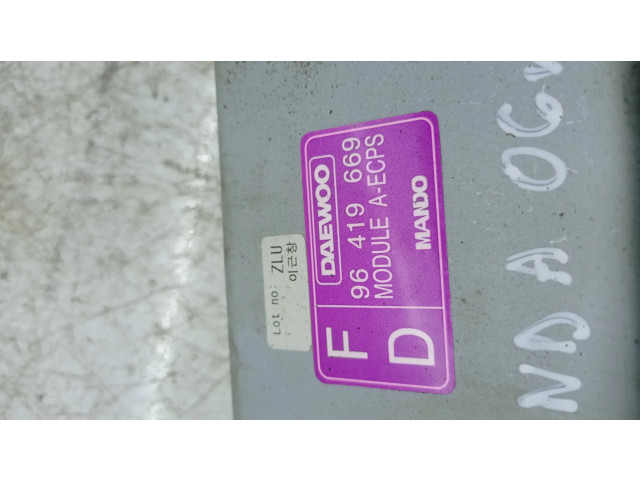 Lot no: ZLU
이근창
F
DAEWOO
96 419 669
MODULE A-ECPS
D
MANDO